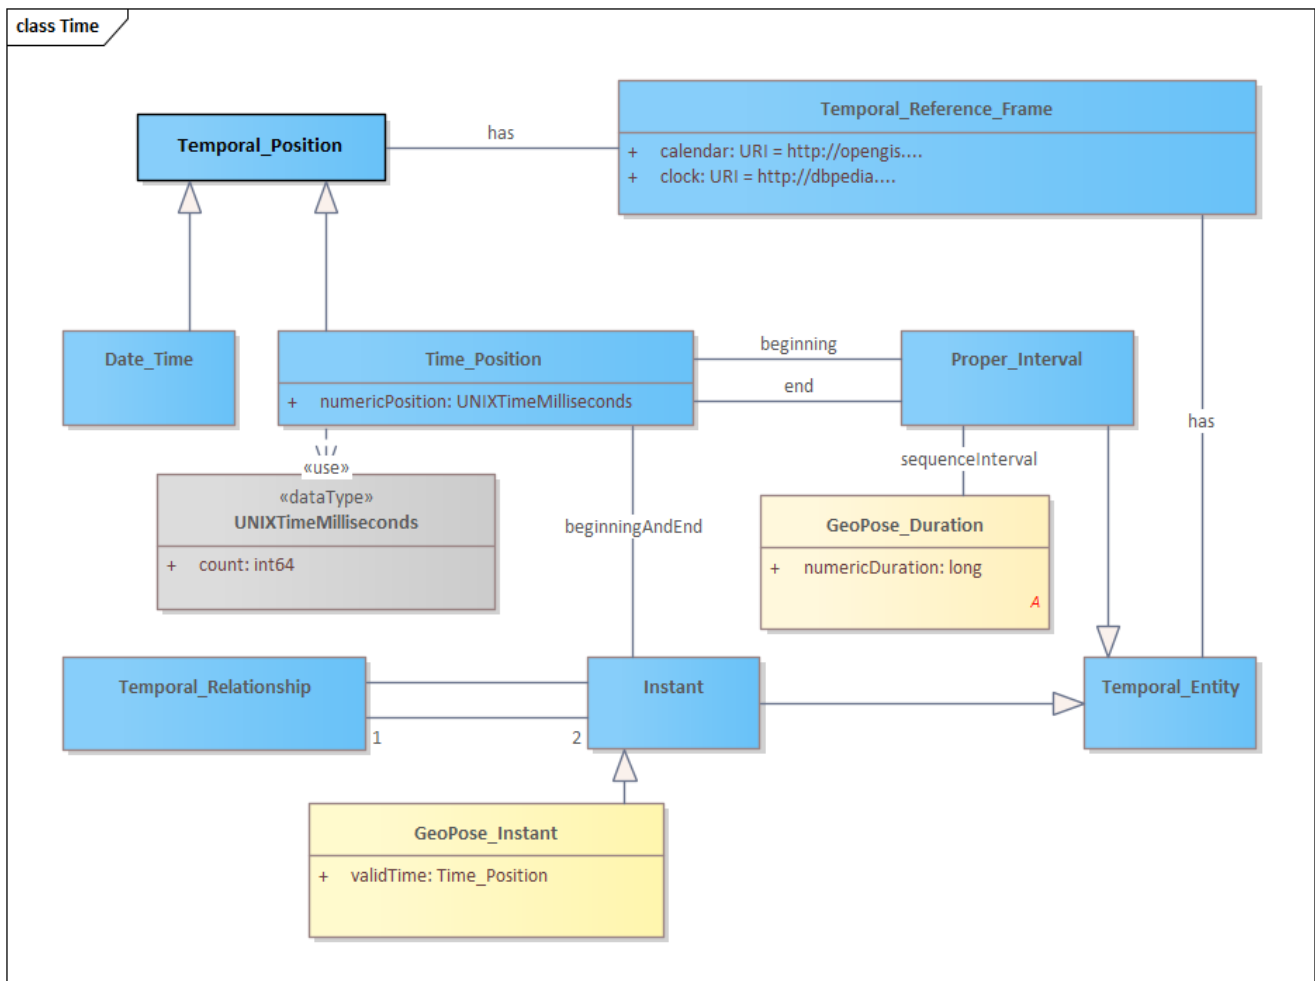 class Time
Temporal_Position
has
Temporal_Reference_Frame
+ calendar: URI = http://opengis....
+ clock: URI = http://dbpedia....
Date_Time
Time_Position
+ numericPosition: UNIXTimeMilliseconds
beginning
end
Proper_Interval
has
«use»
«dataType»
UNIXTimeMilliseconds
+ count: int64
beginningAndEnd
sequenceInterval
GeoPose_Duration
+ numericDuration: long
A
Temporal_Relationship
1
2
Instant
Temporal_Entity
GeoPose_Instant
+ validTime: Time_Position